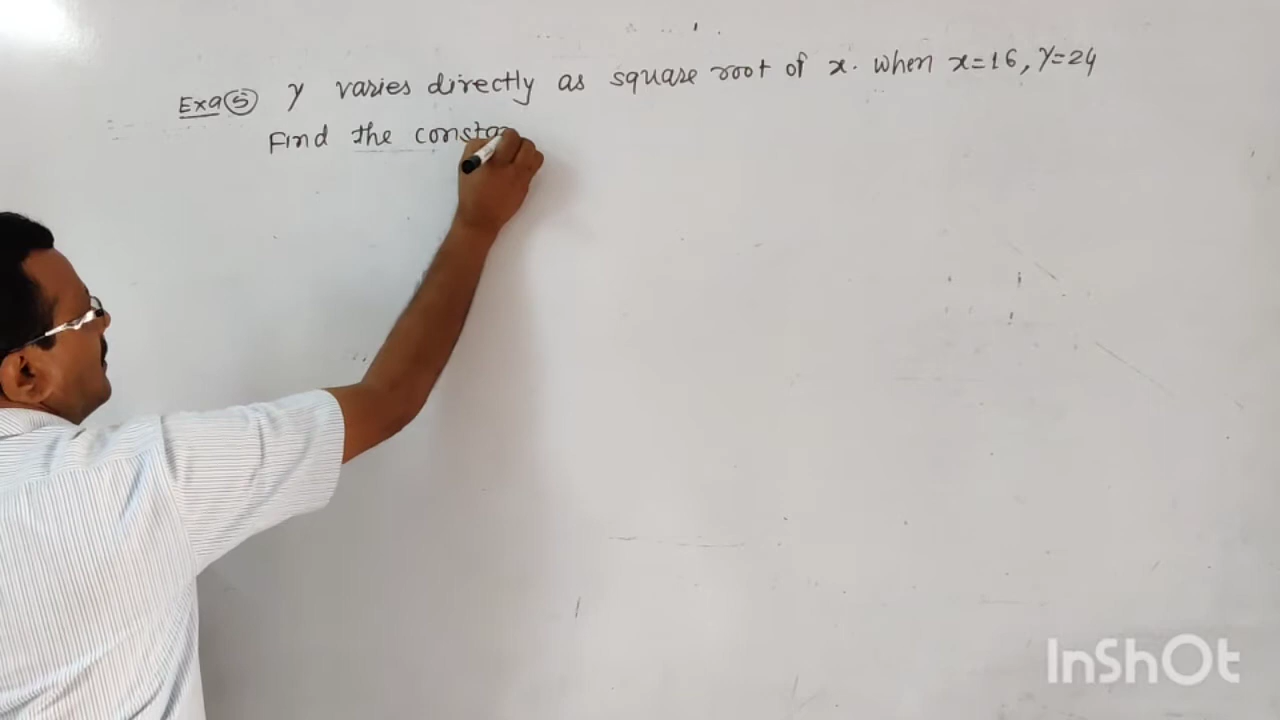 Exa(5) y varies directly as square root of x. when x=16, y=24
Find the consta
InShOt